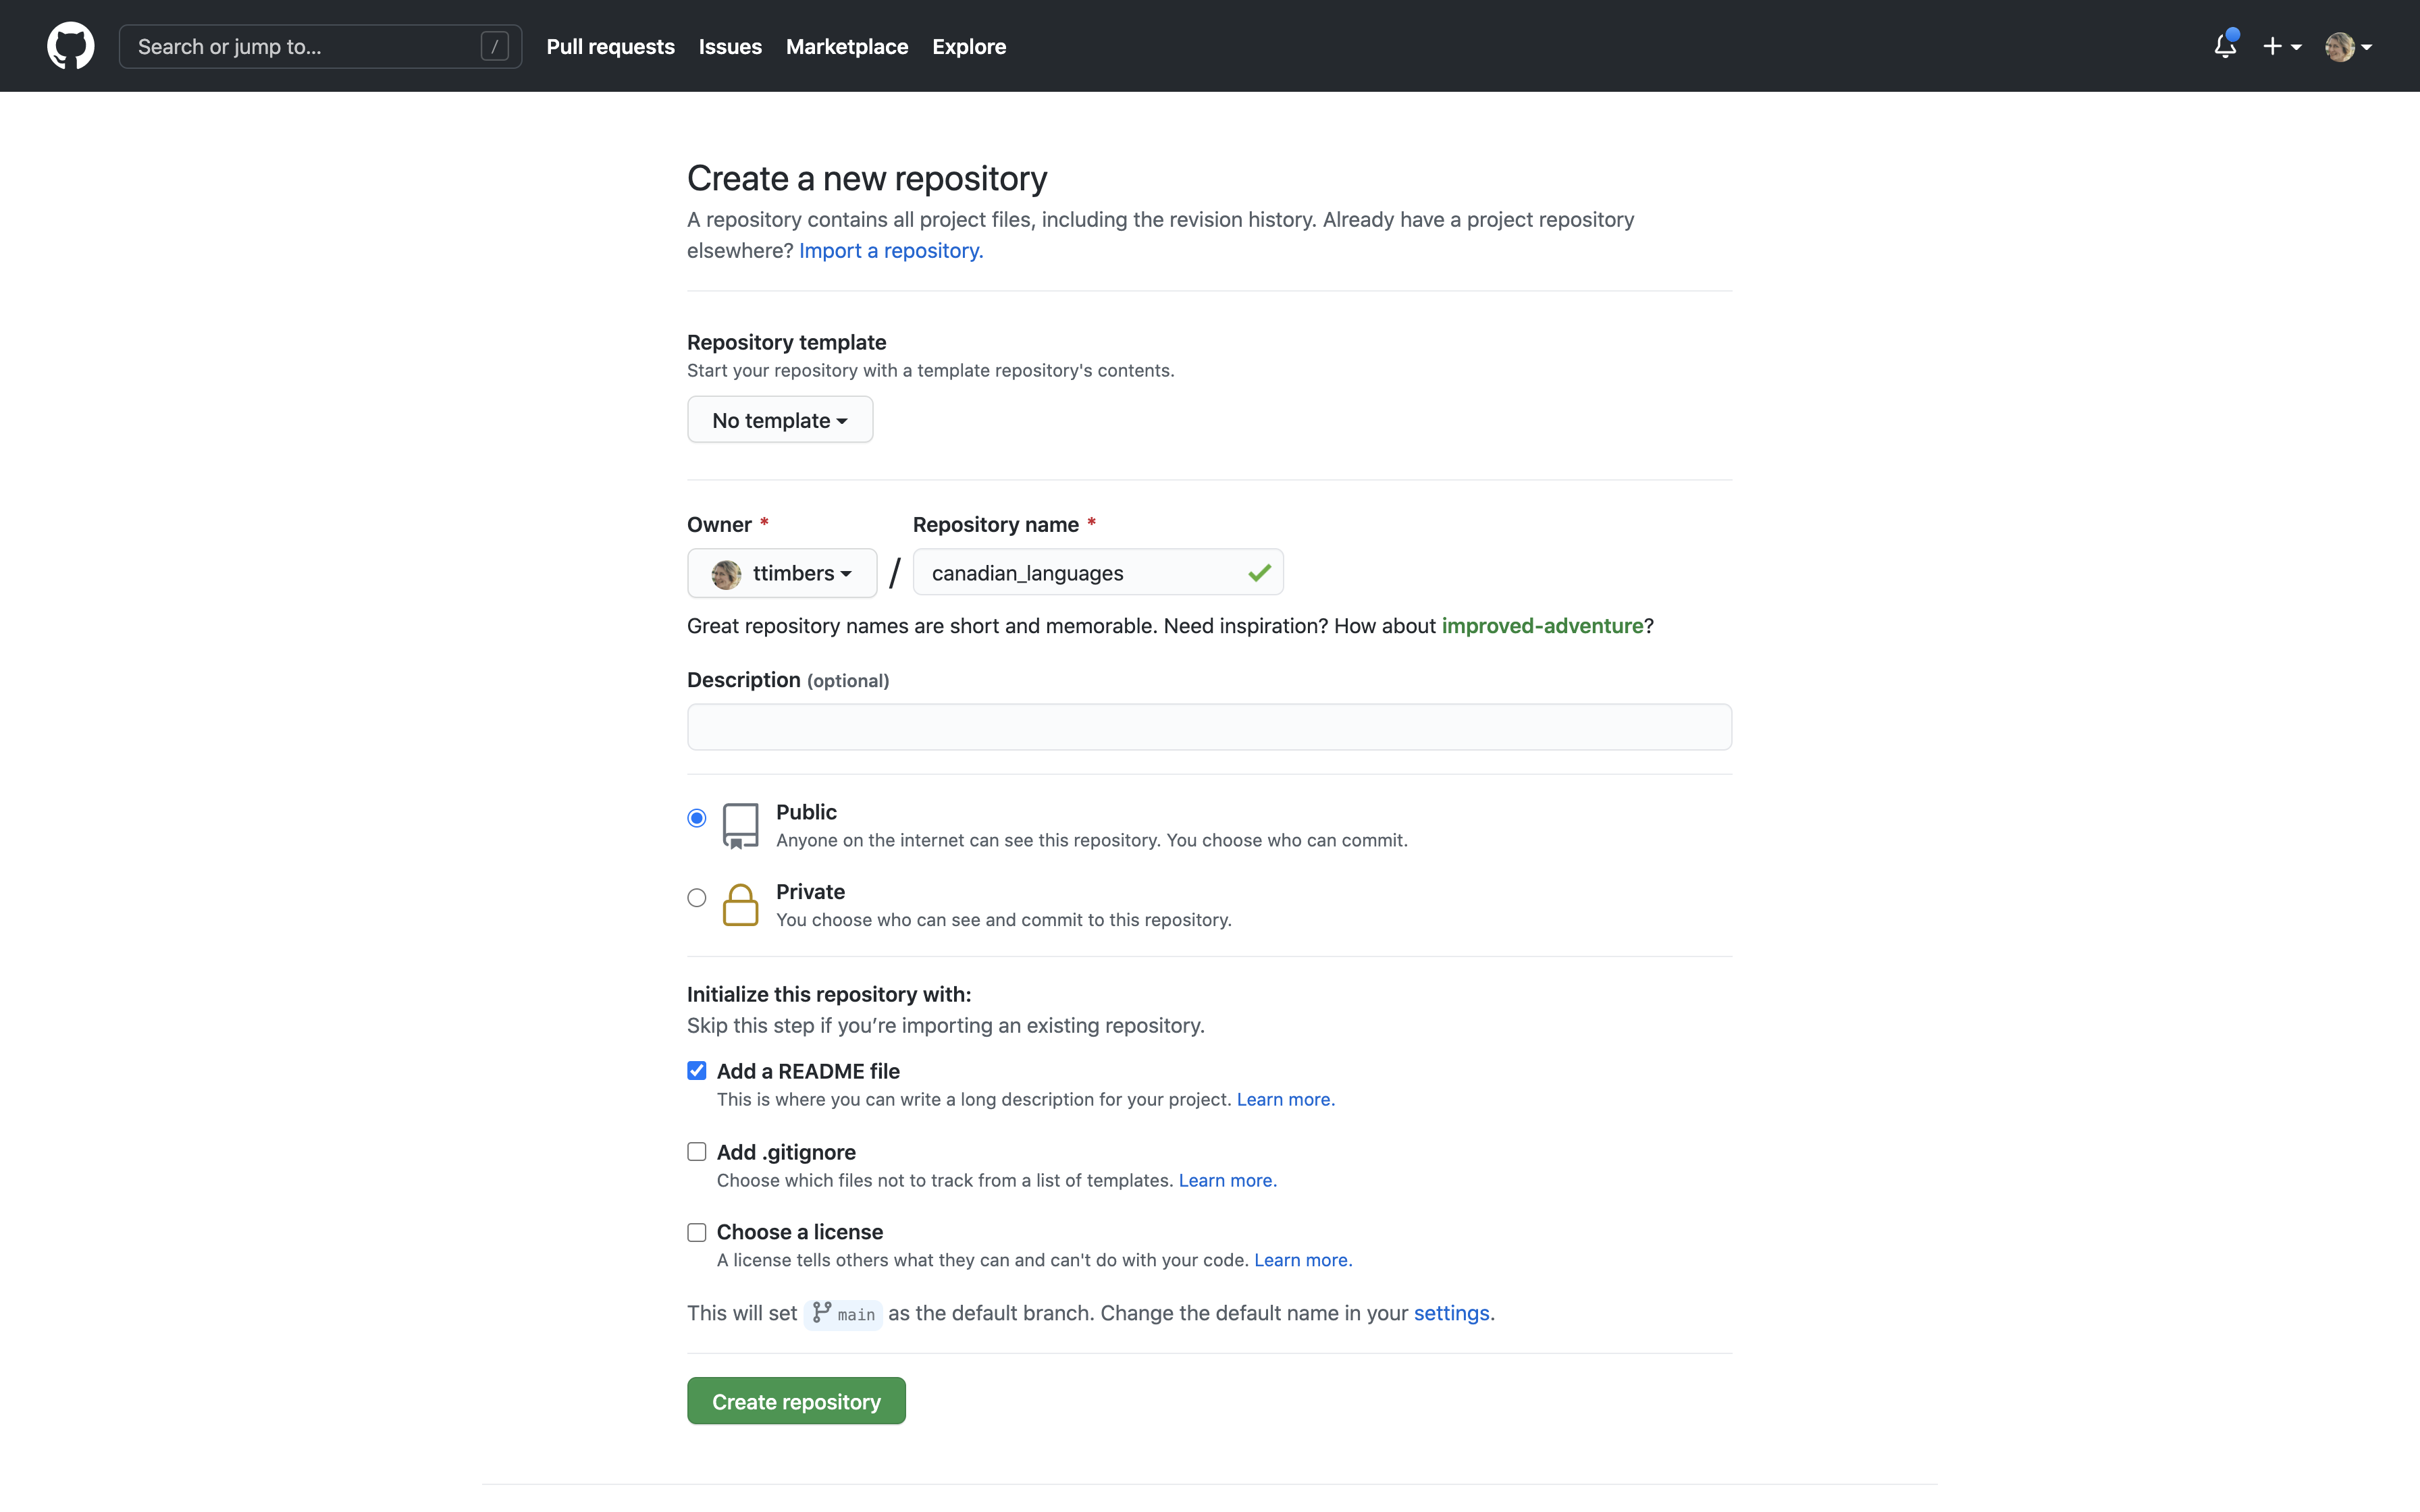 Search or jump to... /
Pull requests Issues Marketplace Explore
Create a new repository
A repository contains all project files, including the revision history. Already have a project repository
elsewhere? Import a repository.
Repository template
Start your repository with a template repository's contents.
No template
Owner * Repository name *
ttimbers / canadian_languages
Great repository names are short and memorable. Need inspiration? How about improved-adventure?
Description (optional)
Public
Anyone on the internet can see this repository. You choose who can commit.
Private
You choose who can see and commit to this repository.
Initialize this repository with:
Skip this step if you’re importing an existing repository.
Add a README file
This is where you can write a long description for your project. Learn more.
Add .gitignore
Choose which files not to track from a list of templates. Learn more.
Choose a license
A license tells others what they can and can't do with your code. Learn more.
This will set main as the default branch. Change the default name in your settings.
Create repository